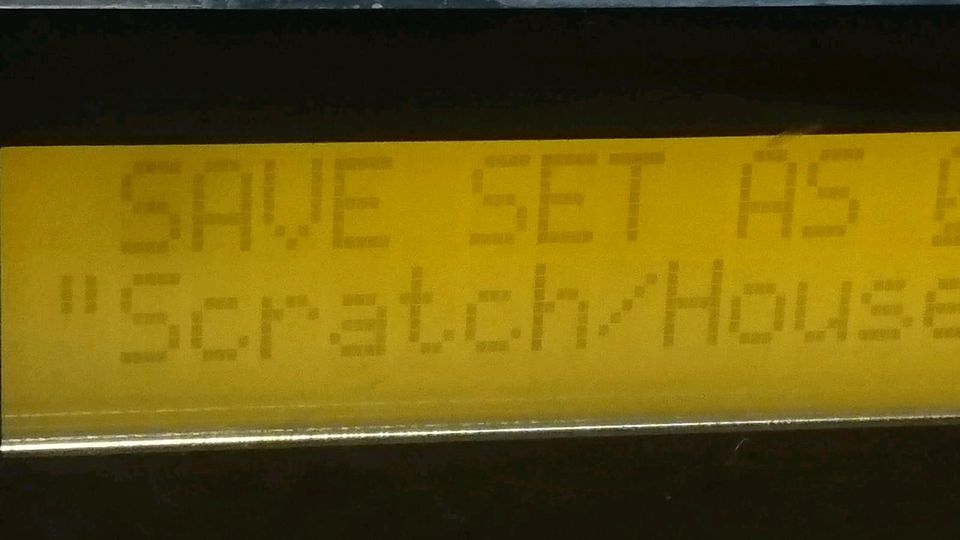 SAVE SET AS
"Scratch/House